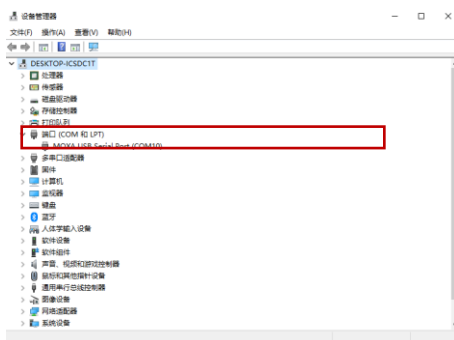 设备管理器
文件(F) 操作(A) 查看(V) 帮助(H)
DESKTOP-ICSDC1T
处理器
传感器
磁盘驱动器
存储控制器
打印队列
端口 (COM 和 LPT)
MOXA USB Serial Port (COM10)
多串口适配器
固件
计算机
监视器
键盘
蓝牙
人体学输入设备
软件设备
软件组件
声音、视频和游戏控制器
鼠标和其他指针设备
通用串行总线控制器
图像设备
网络适配器
系统设备